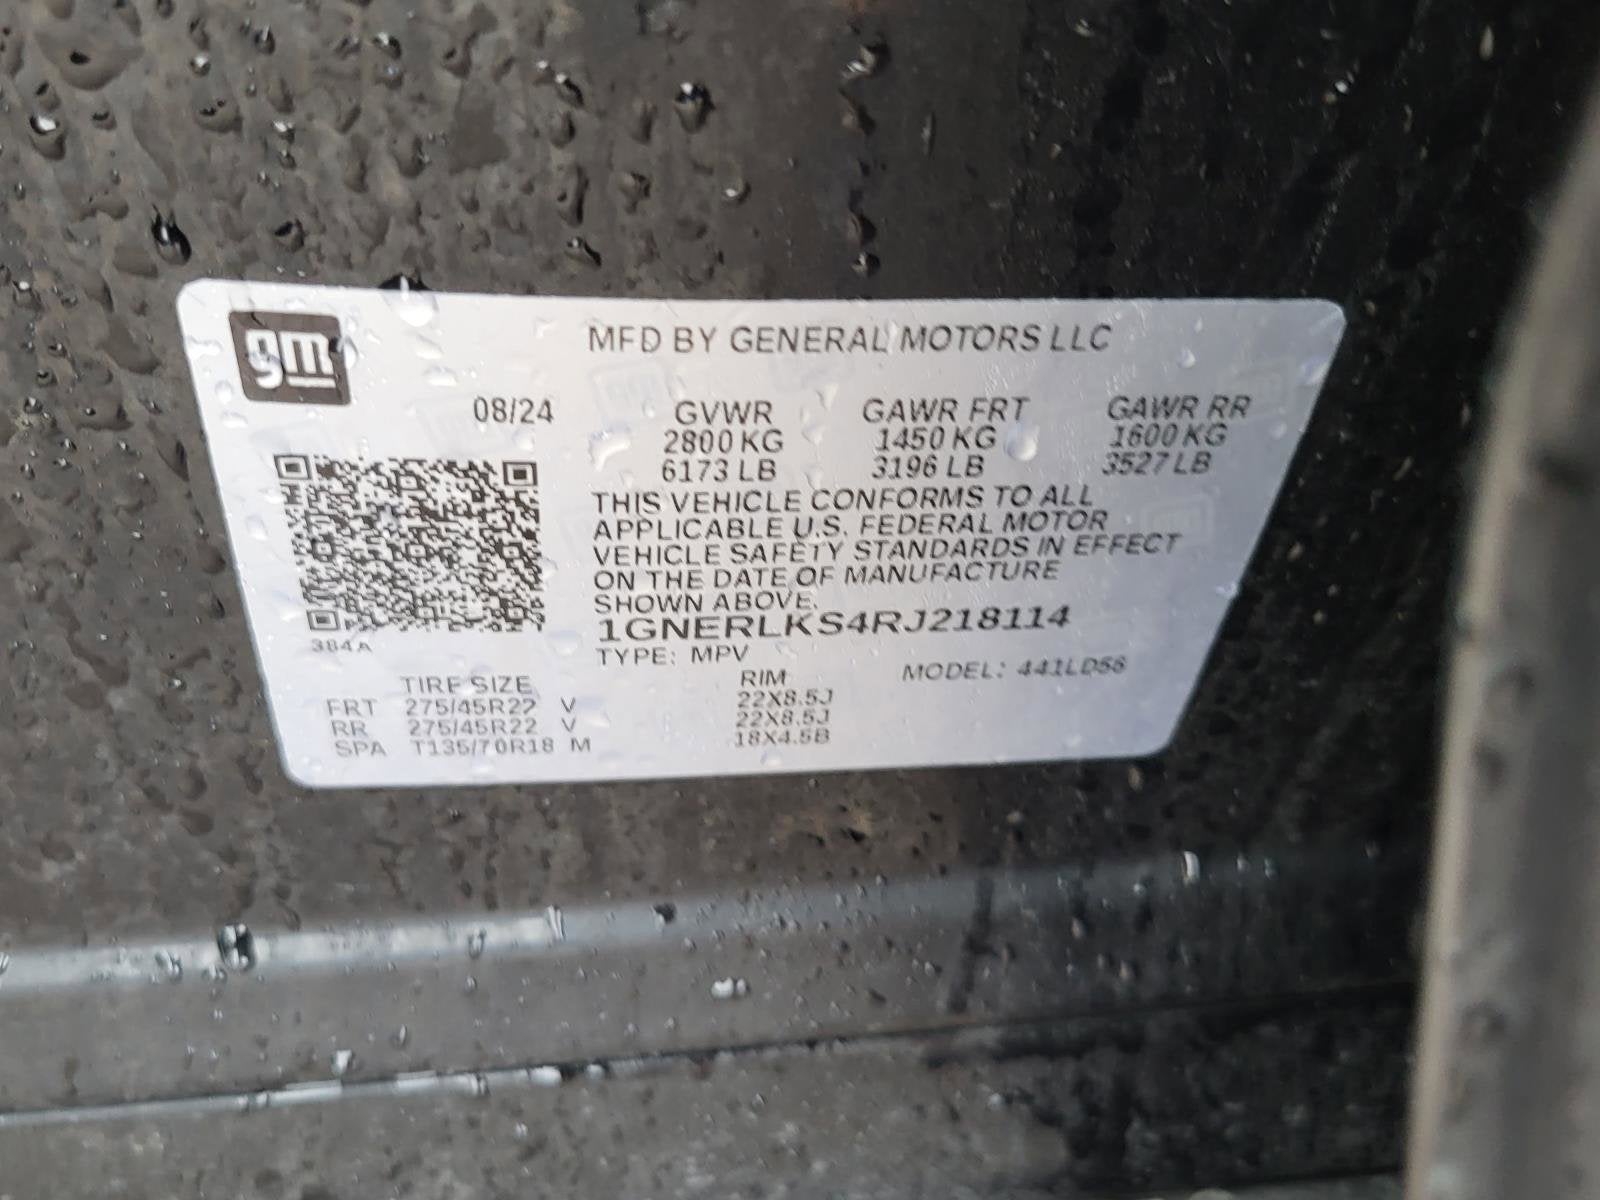 gm
MFD BY GENERAL MOTORS LLC
08/24
GVWR GAWR FRT GAWR RR
2800 KG 1450 KG 1600 KG
6173 LB 3196 LB 3527 LB
THIS VEHICLE CONFORMS TO ALL
APPLICABLE U.S. FEDERAL MOTOR
VEHICLE SAFETY STANDARDS IN EFFECT
ON THE DATE OF MANUFACTURE
SHOWN ABOVE.
1GNERLKS4RJ218114
384A
TYPE: MPV MODEL: 441LD56
TIRE SIZE RIM
FRT 275/45R22 V 22X8.5J
RR 275/45R22 V 22X8.5J
SPA T135/70R18 M 18X4.5B